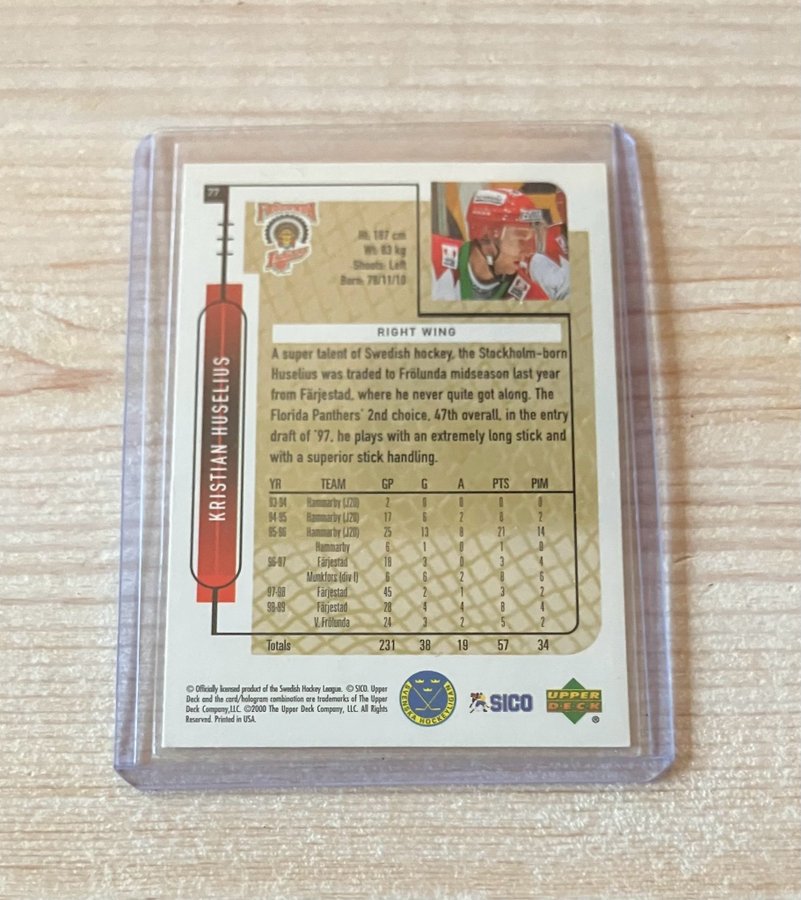 77
FRÖLUNDA
Ht: 187 cm
Wt: 83 kg
Shoots: Left
Born: 78/11/10
KRISTIAN HUSELIUS
RIGHT WING
A super talent of Swedish hockey, the Stockholm-born
Huselius was traded to Frölunda midseason last year
from Färjestad, where he never quite got along. The
Florida Panthers' 2nd choice, 47th overall, in the entry
draft of '97, he plays with an extremely long stick and
with a superior stick handling.
YR TEAM GP G A PTS PIM
93-94 Hammarby (J20) 2 0 0 0 0
94-95 Hammarby (J20) 17 6 2 8 2
95-96 Hammarby (J20) 25 13 8 21 14
Hammarby 6 1 0 1 0
96-97 Färjestad 18 3 0 3 4
Munkfors (div I) 6 6 2 8 6
97-98 Färjestad 45 2 1 3 2
98-99 Färjestad 28 4 4 8 4
V. Frölunda 24 3 2 5 2
Totals 231 38 19 57 34
© Officially licensed product of the Swedish Hockey League. © SICO. Upper
Deck and the card/hologram combination are trademarks of The Upper
Deck Company,LLC. ©2000 The Upper Deck Company, LLC. All Rights
Reserved. Printed in USA.
SVENSKA HOCKEYLIGAN
SICO
UPPER
DECK
®